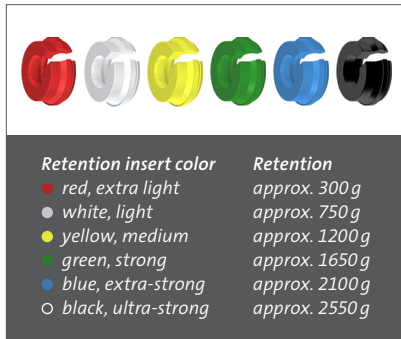 Retention insert color Retention
red, extra light approx. 300 g
white, light approx. 750 g
yellow, medium approx. 1200 g
green, strong approx. 1650 g
blue, extra-strong approx. 2100 g
black, ultra-strong approx. 2550 g